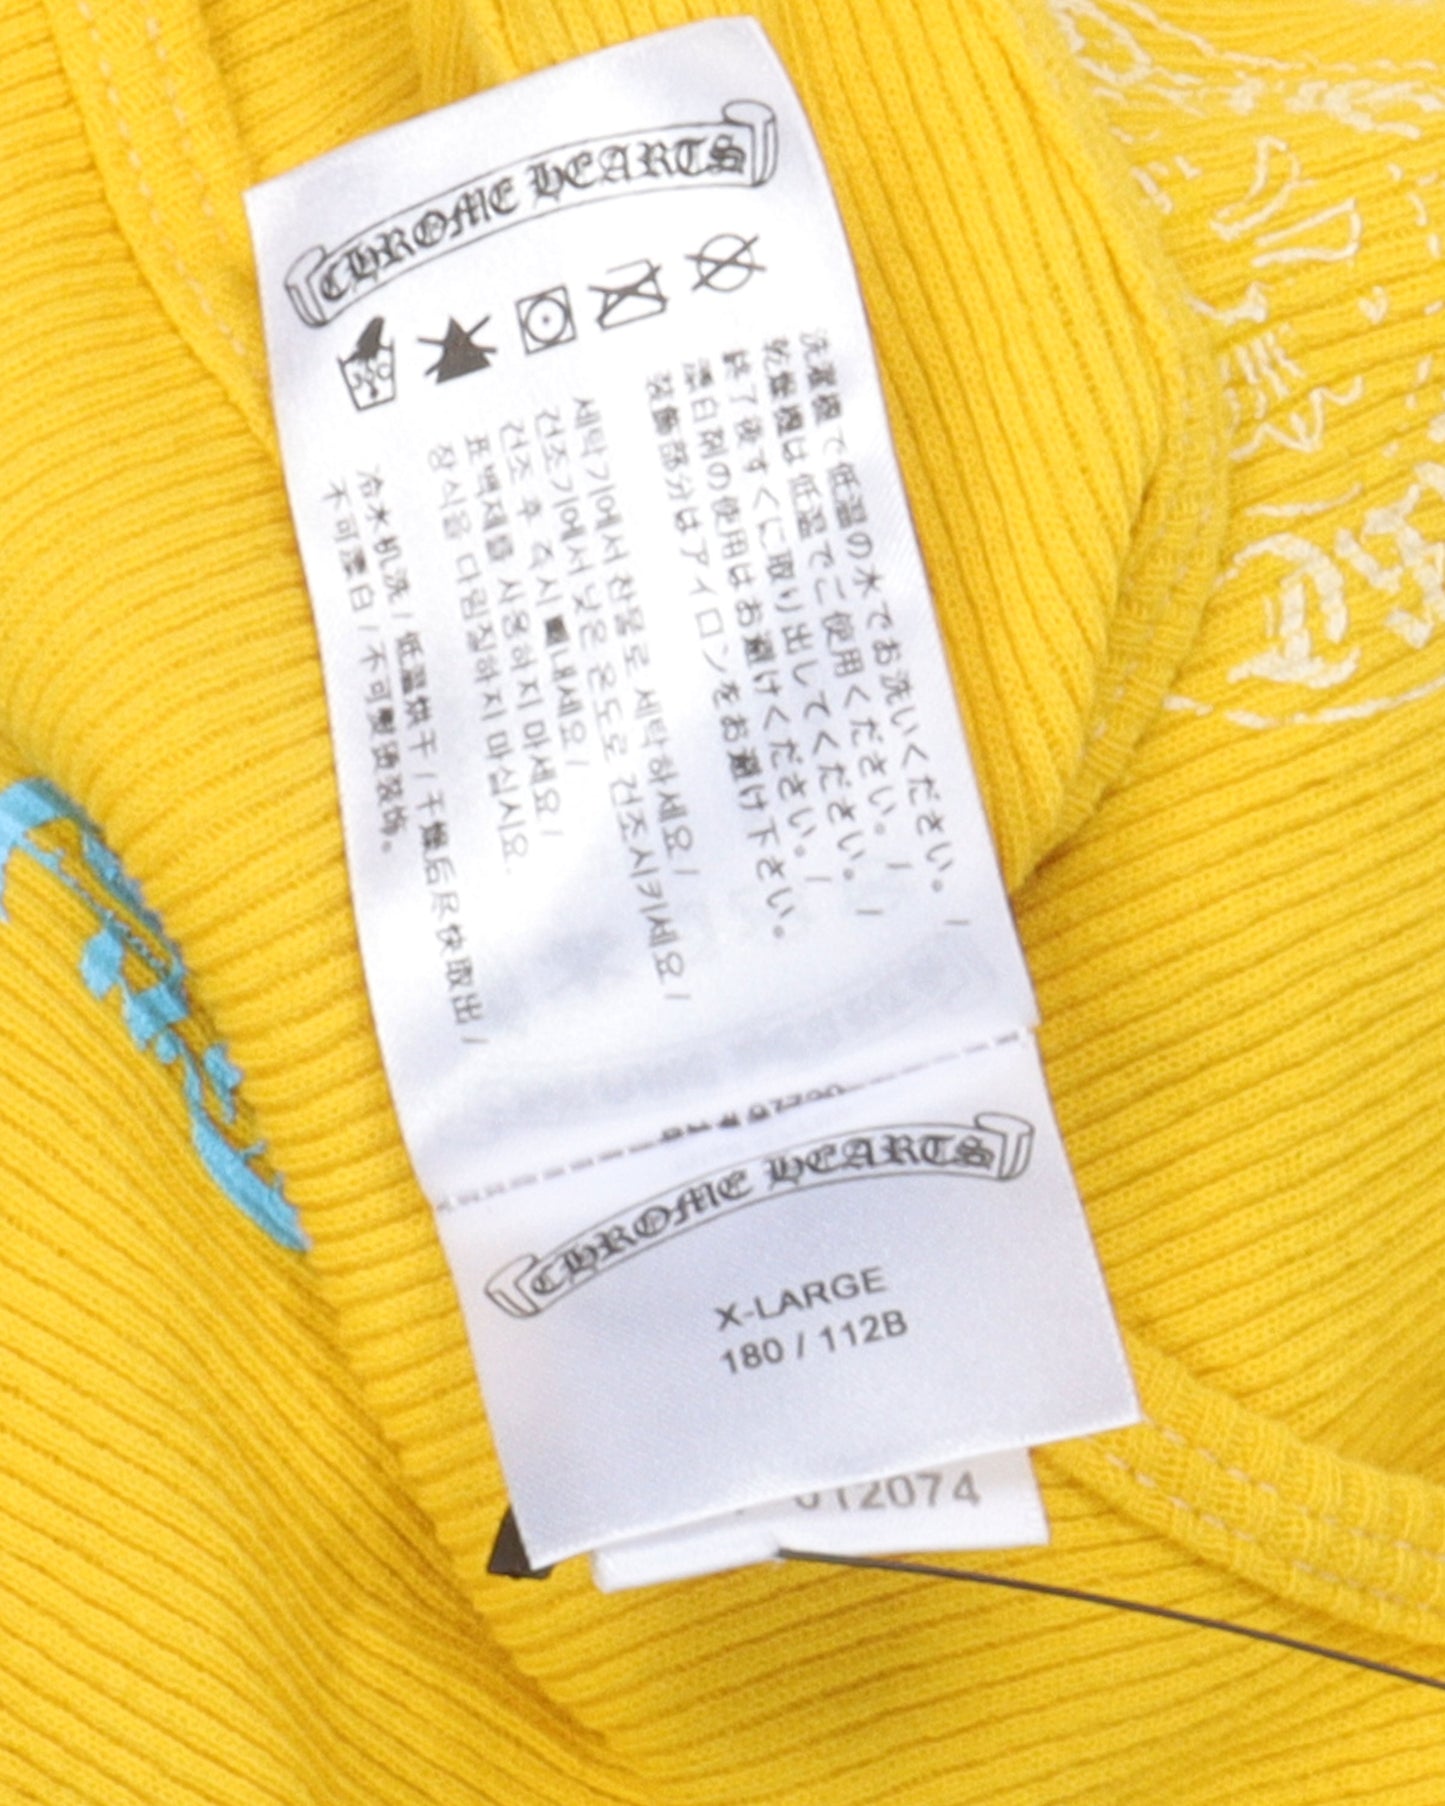 CHROME HEARTS
洗濯機で低温の水でお洗いください。 /
乾燥機は低温でご使用ください。 /
終了後すぐに取り出してください。 /
漂白剤の使用はお避けください。 /
装飾部分はアイロンをお避け下さい。
세탁기에서 찬물로 세탁하세요 /
건조기에서 낮은 온도로 건조시키세요 /
건조 후 즉시 꺼내세요 /
표백제를 사용하지 마세요 /
장식을 다림질하지 마십시요.
冷水机洗 / 低温烘干 / 干燥后尽快取出 /
不可漂白 / 不可熨烫装饰。
CHROME HEARTS
X-LARGE
180 / 112B
012074